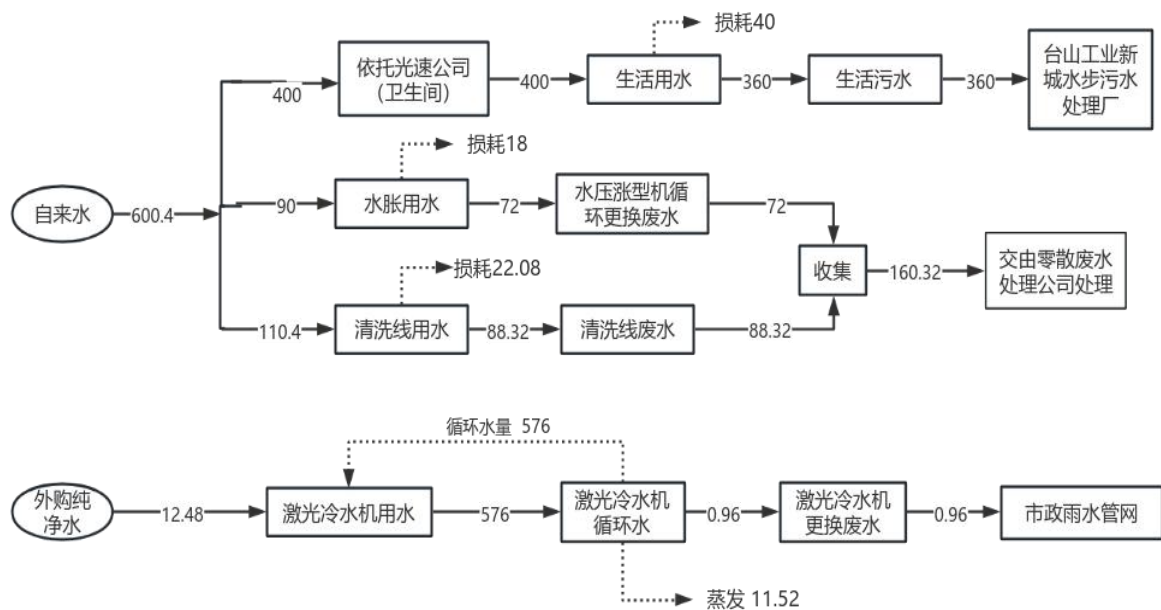 损耗40
依托光速公司
（卫生间）
400
400
生活用水
360
生活污水
360
台山工业新
城水步污水
处理厂
损耗18
自来水
600.4
90
水胀用水
72
水压涨型机循
环更换废水
72
收集
160.32
交由零散废水
处理公司处理
损耗22.08
110.4
清洗线用水
88.32
清洗线废水
88.32
循环水量 576
外购纯
净水
12.48
激光冷水机用水
576
激光冷水机
循环水
0.96
激光冷水机
更换废水
0.96
市政雨水管网
蒸发 11.52